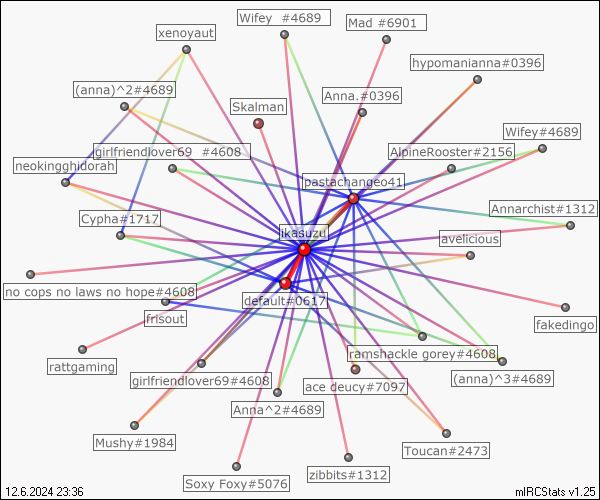 xenoyaut
Wifey #4689
Mad #6901
hypomanianna#0396
(anna)^2#4689
Skalman
Anna.#0396
girlfriendlover69 #4608
AlpineRooster#2156
Wifey#4689
neokingghidorah
pastachangeo41
Cypha#1717
ikasuzu
Annarchist#1312
avelicious
no cops no laws no hope#4608
default#0617
frisout
fakedingo
rattgaming
ramshackle gorey#4608
girlfriendlover69#4608
ace deucy#7097
(anna)^3#4689
Anna^2#4689
Mushy#1984
Toucan#2473
Soxy Foxy#5076
zibbits#1312
12.6.2024 23:36
mIRCStats v1.25